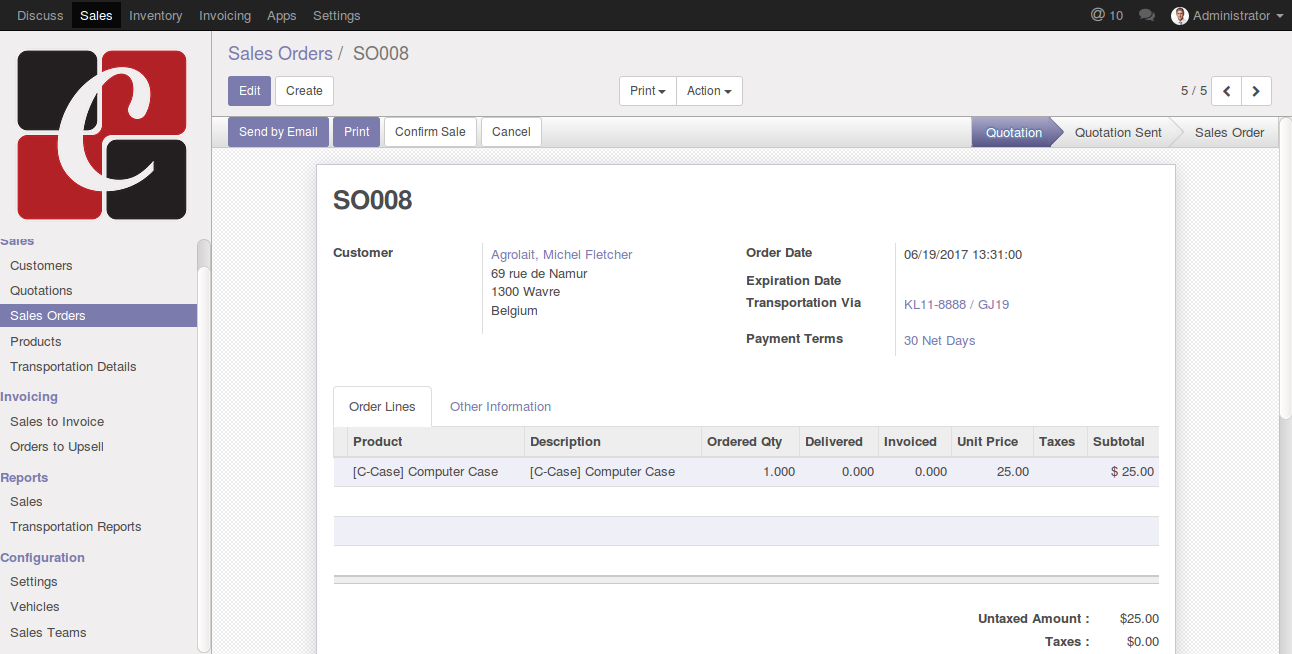 Discuss Sales Inventory Invoicing Apps Settings @ 10 Administrator
Sales Orders / SO008
Edit Create Print Action 5 / 5
Send by Email Print Confirm Sale Cancel Quotation Quotation Sent Sales Order
C
Sales
Customers
Quotations
Sales Orders
Products
Transportation Details
Invoicing
Sales to Invoice
Orders to Upsell
Reports
Sales
Transportation Reports
Configuration
Settings
Vehicles
Sales Teams
SO008
Customer Agrolait, Michel Fletcher
69 rue de Namur
1300 Wavre
Belgium
Order Date 06/19/2017 13:31:00
Expiration Date
Transportation Via KL11-8888 / GJ19
Payment Terms 30 Net Days
Order Lines Other Information
Product Description Ordered Qty Delivered Invoiced Unit Price Taxes Subtotal
[C-Case] Computer Case [C-Case] Computer Case 1.000 0.000 0.000 25.00 $ 25.00
Untaxed Amount : $25.00
Taxes : $0.00